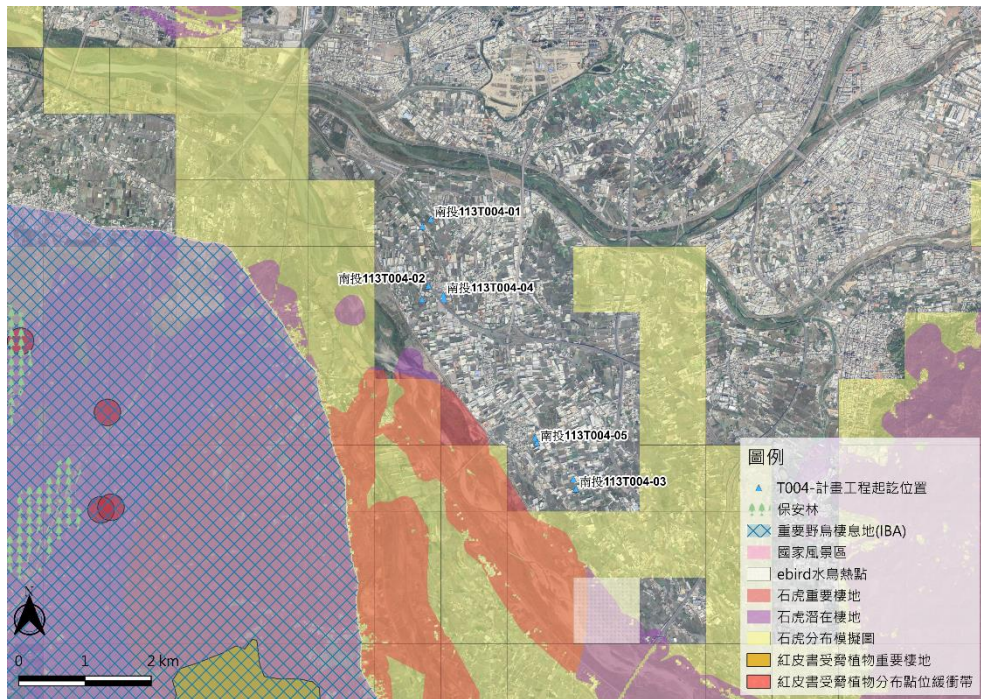 南投113T004-01
南投113T004-02
南投113T004-04
南投113T004-05
南投113T004-03
圖例
T004-計畫工程起訖位置
保安林
重要野鳥棲息地(IBA)
國家風景區
ebird水鳥熱點
石虎重要棲地
石虎潛在棲地
石虎分布模擬圖
紅皮書受脅植物重要棲地
紅皮書受脅植物分布點位緩衝帶
0 1 2 km